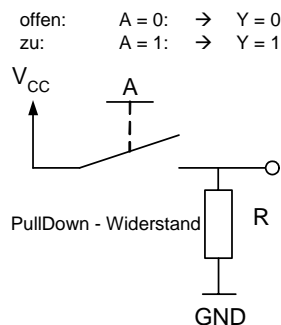 offen: A = 0: → Y = 0
zu: A = 1: → Y = 1
V_CC
A
PullDown - Widerstand R
GND